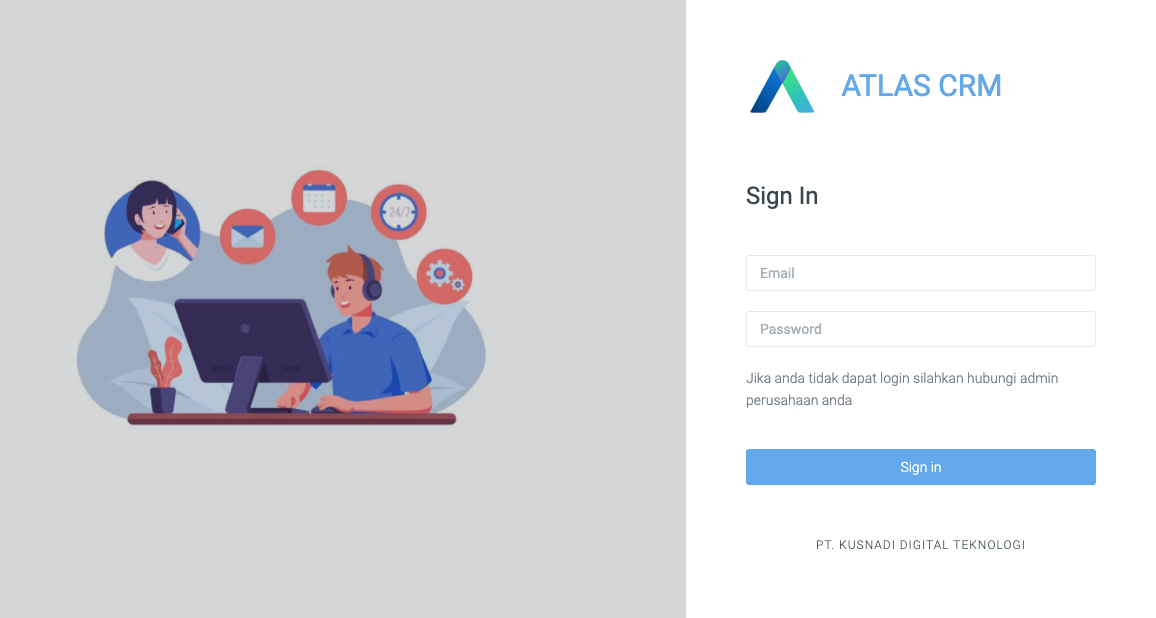 24/7
ATLAS CRM
Sign In
Email
Password
Jika anda tidak dapat login silahkan hubungi admin
perusahaan anda
Sign in
PT. KUSNADI DIGITAL TEKNOLOGI